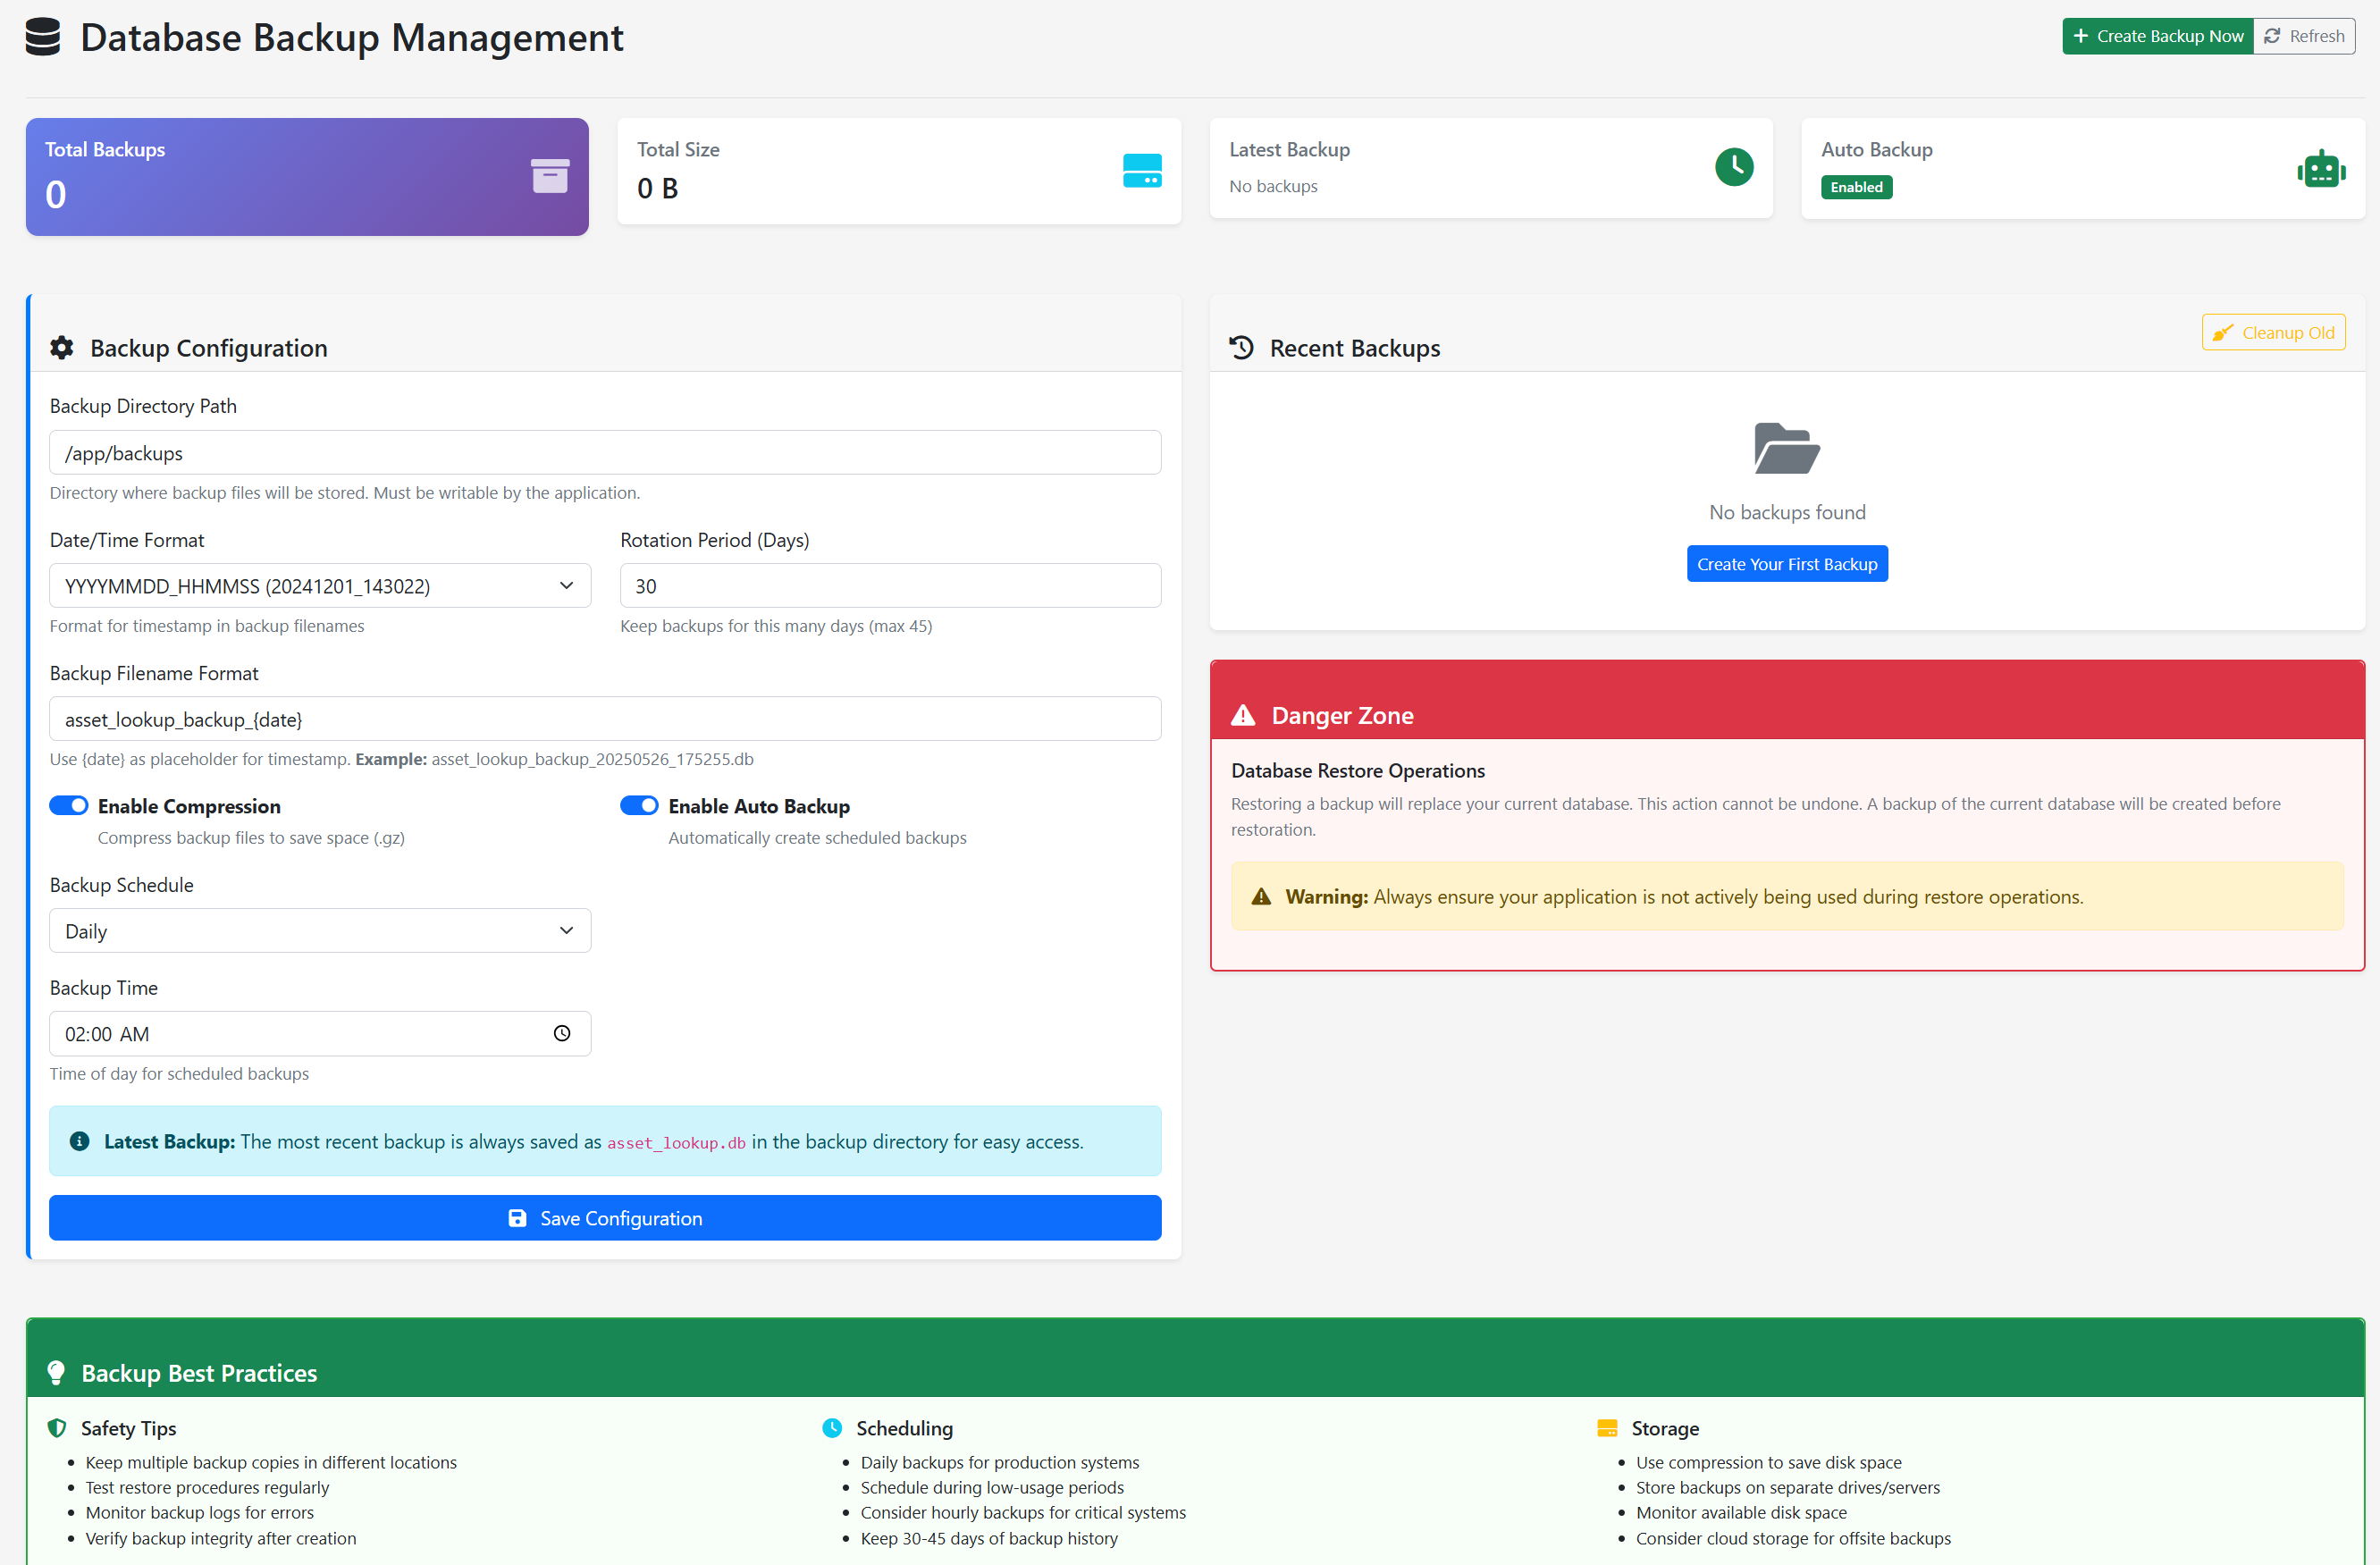 Database Backup Management
Create Backup Now
Refresh
Total Backups
0
Total Size
0 B
Latest Backup
No backups
Auto Backup
Enabled
Backup Configuration
Backup Directory Path
/app/backups
Directory where backup files will be stored. Must be writable by the application.
Date/Time Format
YYYYMMDD_HHMMSS (20241201_143022)
Format for timestamp in backup filenames
Rotation Period (Days)
30
Keep backups for this many days (max 45)
Backup Filename Format
asset_lookup_backup_{date}
Use {date} as placeholder for timestamp. Example: asset_lookup_backup_20250526_175255.db
Enable Compression
Compress backup files to save space (.gz)
Enable Auto Backup
Automatically create scheduled backups
Backup Schedule
Daily
Backup Time
02:00 AM
Time of day for scheduled backups
Latest Backup: The most recent backup is always saved as asset_lookup.db in the backup directory for easy access.
Save Configuration
Recent Backups
Cleanup Old
No backups found
Create Your First Backup
Danger Zone
Database Restore Operations
Restoring a backup will replace your current database. This action cannot be undone. A backup of the current database will be created before
restoration.
Warning: Always ensure your application is not actively being used during restore operations.
Backup Best Practices
Safety Tips
Keep multiple backup copies in different locations
Test restore procedures regularly
Monitor backup logs for errors
Verify backup integrity after creation
Scheduling
Daily backups for production systems
Schedule during low-usage periods
Consider hourly backups for critical systems
Keep 30-45 days of backup history
Storage
Use compression to save disk space
Store backups on separate drives/servers
Monitor available disk space
Consider cloud storage for offsite backups